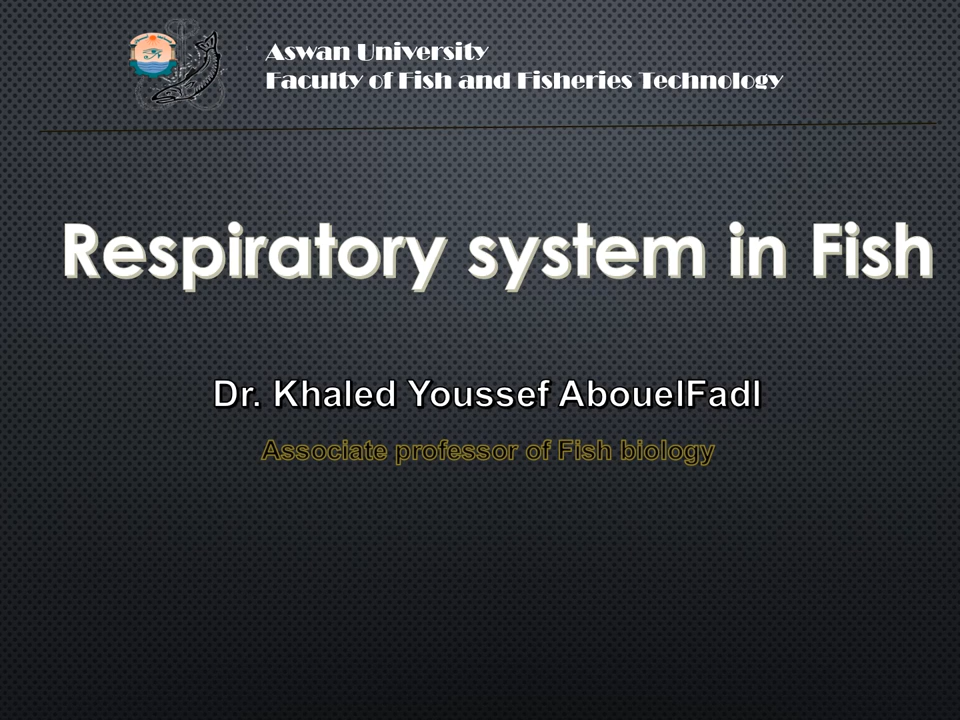 Aswan University
Faculty of Fish and Fisheries Technology
Respiratory system in Fish
Dr. Khaled Youssef AbouelFadl
Associate professor of Fish biology